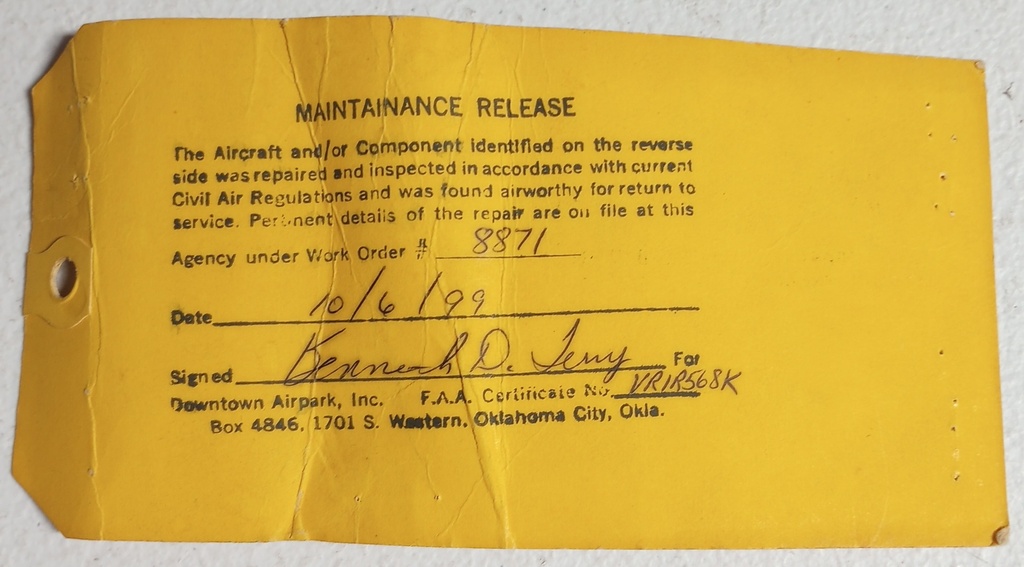 MAINTAINANCE RELEASE
The Aircraft and/or Component identified on the reverse
side was repaired and inspected in accordance with current
Civil Air Regulations and was found airworthy for return to
service. Pertinent details of the repair are on file at this
Agency under Work Order # 8871
Date 10/6/99
Signed Kenneth D. Terry For
Downtown Airpark, Inc. F.A.A. Certificate No. VR1R568K
Box 4846, 1701 S. Western, Oklahoma City, Okla.